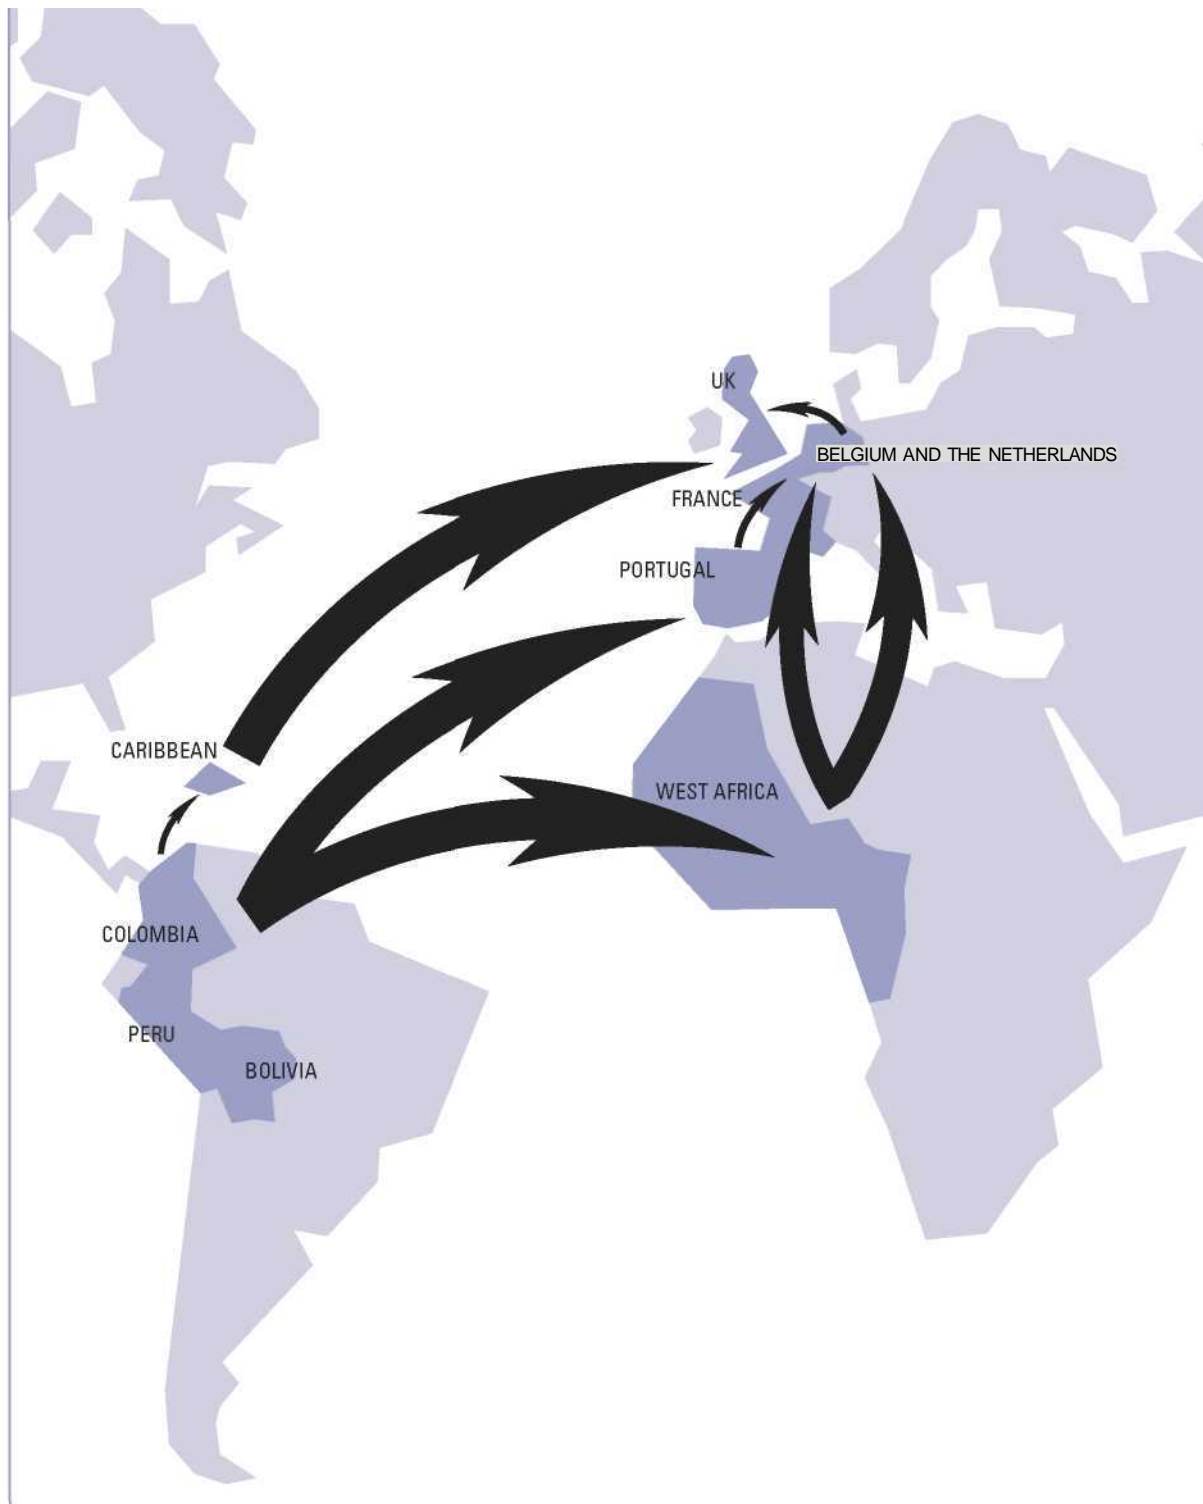 UK
BELGIUM AND THE NETHERLANDS
FRANCE
PORTUGAL
CARIBBEAN
WEST AFRICA
COLOMBIA
PERU
BOLIVIA